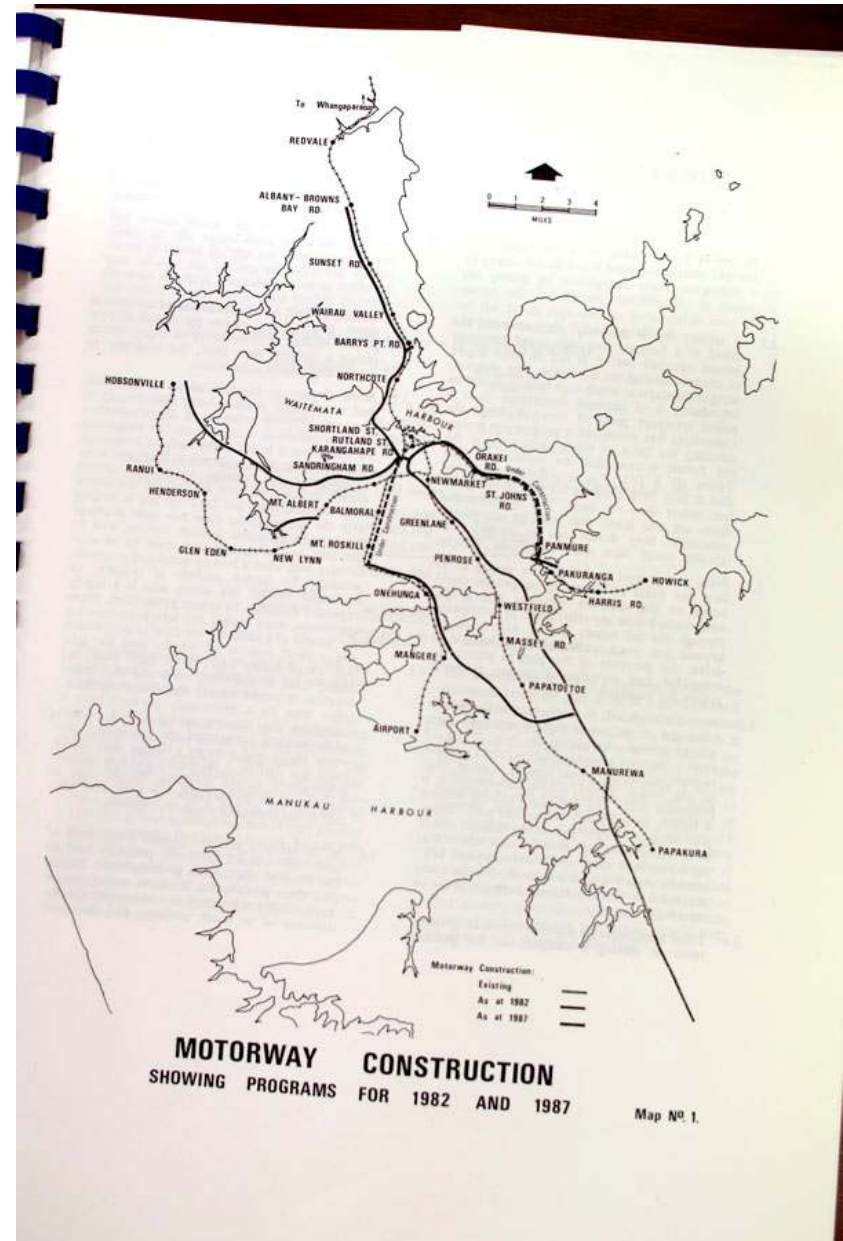 To Whangaparaoa
REDVALE
ALBANY - BROWNS
BAY RD.
0 1 2 3 4
MILES
SUNSET RD.
WAIRAU VALLEY
BARRYS PT. RD.
HOBSONVILLE
NORTHCOTE
WAITEMATA HARBOUR
SHORTLAND ST.
RUTLAND ST.
KARANGAHAPE RD.
SANDRINGHAM RD.
ORAKEI
RD.
Under Construction
RANUI
HENDERSON
NEWMARKET
ST. JOHNS
RD.
MT. ALBERT
BALMORAL
GREENLANE
Under Construction
MT. ROSKILL
GLEN EDEN
NEW LYNN
PENROSE
PANMURE
PAKURANGA
HOWICK
HARRIS RD.
ONEHUNGA
WESTFIELD
MASSEY RD.
MANGERE
PAPATOETOE
AIRPORT
MANUREWA
MANUKAU HARBOUR
PAPAKURA
Motorway Construction:
Existing
As at 1982
As at 1987
MOTORWAY CONSTRUCTION
SHOWING PROGRAMS FOR 1982 AND 1987
Map Nº. 1.